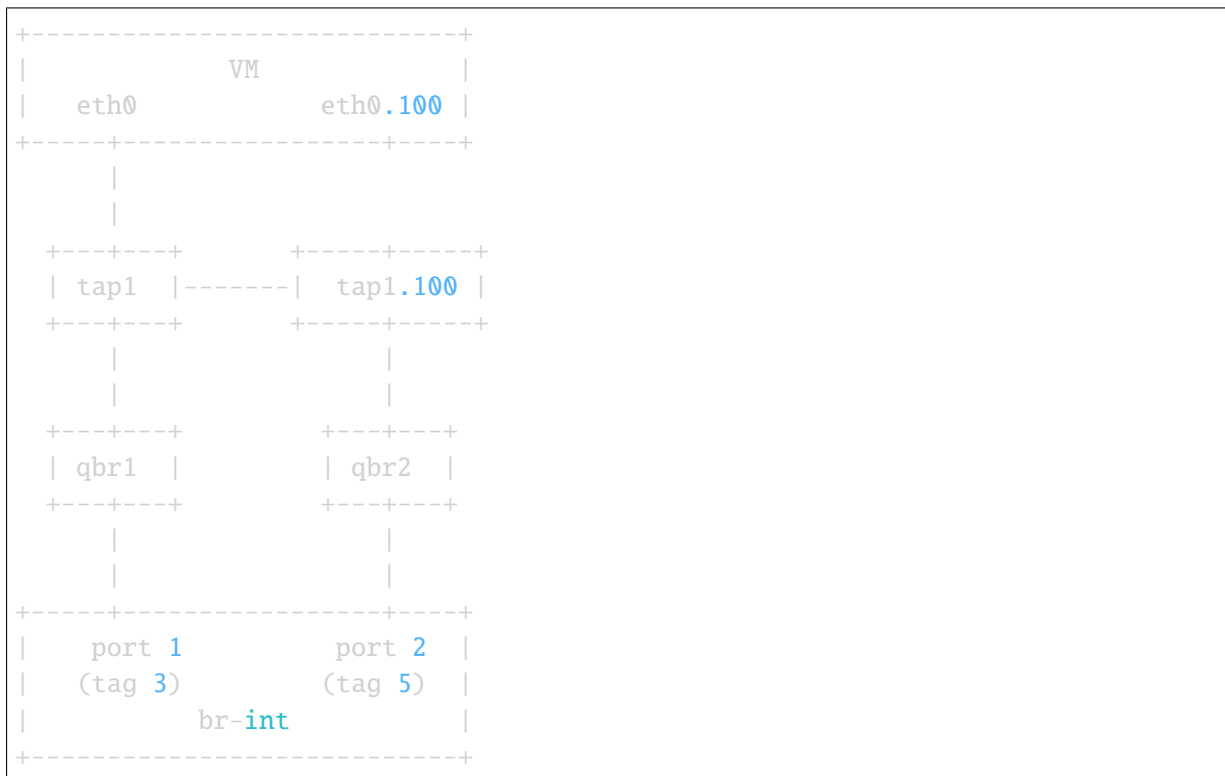 +-----------------------------+
|             VM              |
|   eth0            eth0.100 |
+------+-----------------+----+
|
|
+----+---+       +------+-----+
| tap1  |-------|  tap1.100 |
+----+---+       +------+-----+
|                 |
|                 |
+----+---+         +----+---+
| qbr1  |         | qbr2  |
+----+---+         +----+---+
|                 |
|                 |
+------+-----------------+----+
|    port 1          port 2  |
|   (tag 3)         (tag 5)  |
|           br-int           |
+-----------------------------+